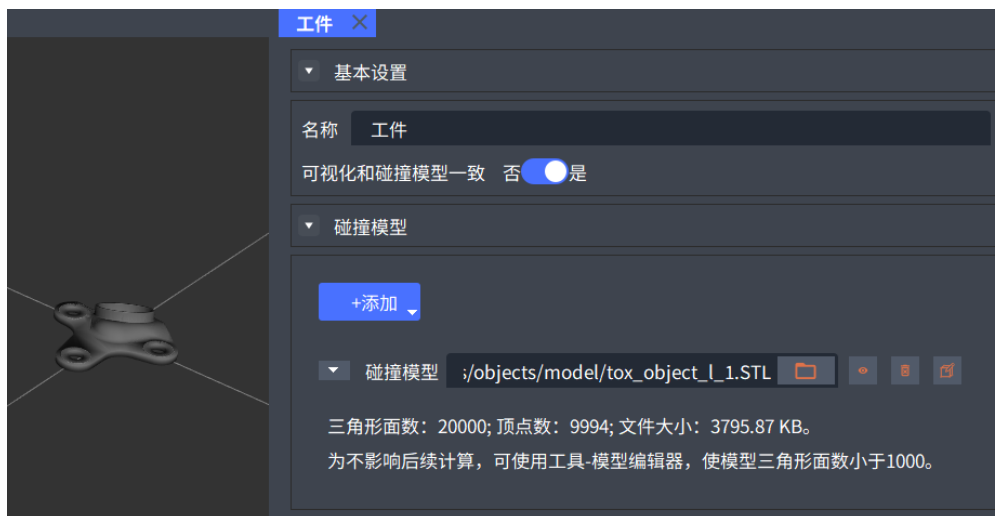 工件
基本设置
名称 工件
可视化和碰撞模型一致 否 是
碰撞模型
+添加
碰撞模型 s/objects/model/tox_object_l_1.STL
三角形面数：20000; 顶点数：9994; 文件大小：3795.87 KB。
为不影响后续计算，可使用工具-模型编辑器，使模型三角形面数小于1000。